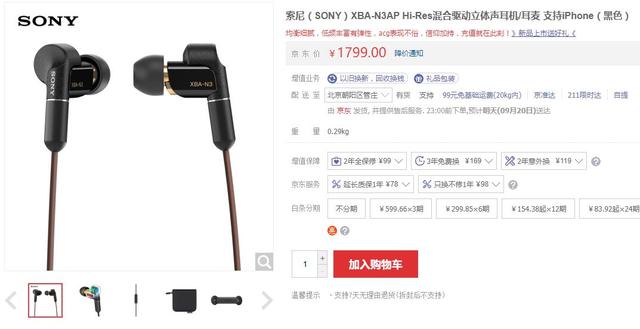 SONY
SONY
XBA-N3
XBA-N3
索尼（SONY）XBA-N3AP Hi-Res混合驱动立体声耳机/耳麦 支持iPhone（黑色）
均衡细腻，低频丰富有弹性，acg表现不俗，信仰加持，充值就在此刻！》新品上市送好礼《
京 东 价 ￥1799.00 降价通知
增值业务 以旧换新，回收换钱 礼品包装
配 送 至 北京朝阳区管庄 有货 支持 99元免基础运费(20kg内) 京准达 211限时达 自提
由 京东 发货, 并提供售后服务. 23:00前下单,预计明天(09月20日)送达
重 量 0.29kg
增值保障 2年全保修 ￥99 3年免费换 ￥169 2年意外换 ￥119
京东服务 延长质保1年 ￥78 只换不修1年 ￥98
白条分期 不分期 ￥599.66×3期 ￥299.85×6期 ￥154.38起×12期 ￥83.92起×24期
1 + - 加入购物车
温馨提示 ·支持7天无理由退货(拆封后不支持)